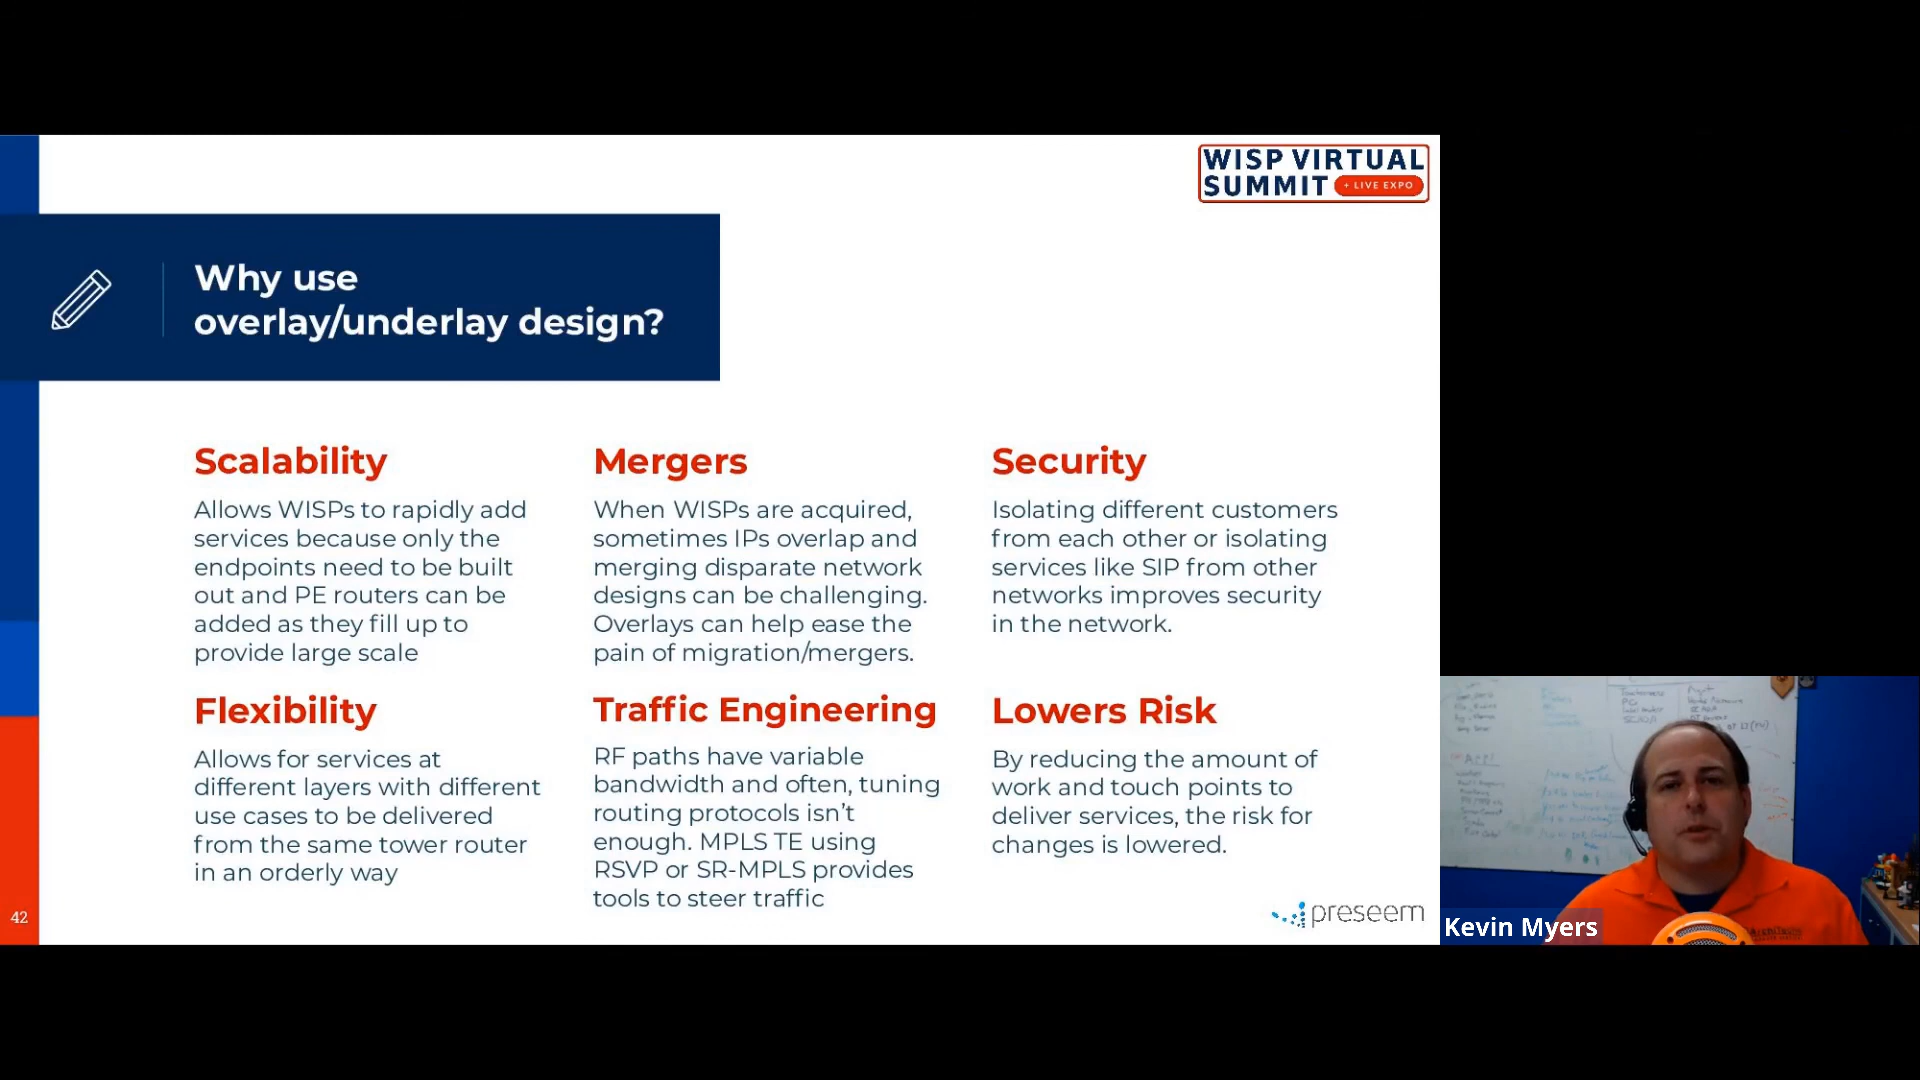 WISP VIRTUAL
SUMMIT + LIVE EXPO
Why use
overlay/underlay design?
Scalability
Allows WISPs to rapidly add
services because only the
endpoints need to be built
out and PE routers can be
added as they fill up to
provide large scale
Mergers
When WISPs are acquired,
sometimes IPs overlap and
merging disparate network
designs can be challenging.
Overlays can help ease the
pain of migration/mergers.
Security
Isolating different customers
from each other or isolating
services like SIP from other
networks improves security
in the network.
Flexibility
Allows for services at
different layers with different
use cases to be delivered
from the same tower router
in an orderly way
Traffic Engineering
RF paths have variable
bandwidth and often, tuning
routing protocols isn’t
enough. MPLS TE using
RSVP or SR-MPLS provides
tools to steer traffic
Lowers Risk
By reducing the amount of
work and touch points to
deliver services, the risk for
changes is lowered.
42
preseem
Kevin Myers